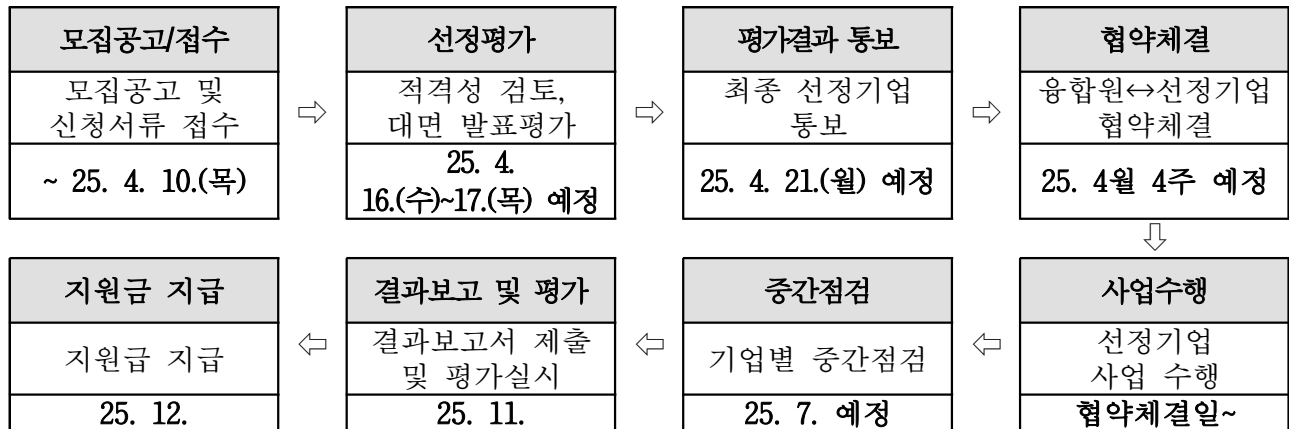 모집공고/접수
모집공고 및
신청서류 접수
~ 25. 4. 10.(목)
⇨
선정평가
적격성 검토,
대면 발표평가
25. 4.
16.(수)~17.(목) 예정
⇨
평가결과 통보
최종 선정기업
통보
25. 4. 21.(월) 예정
⇨
협약체결
융합원↔선정기업
협약체결
25. 4월 4주 예정
⇩
사업수행
선정기업
사업 수행
협약체결일~
⇦
중간점검
기업별 중간점검
25. 7. 예정
⇦
결과보고 및 평가
결과보고서 제출
및 평가실시
25. 11.
⇦
지원금 지급
지원급 지급
25. 12.